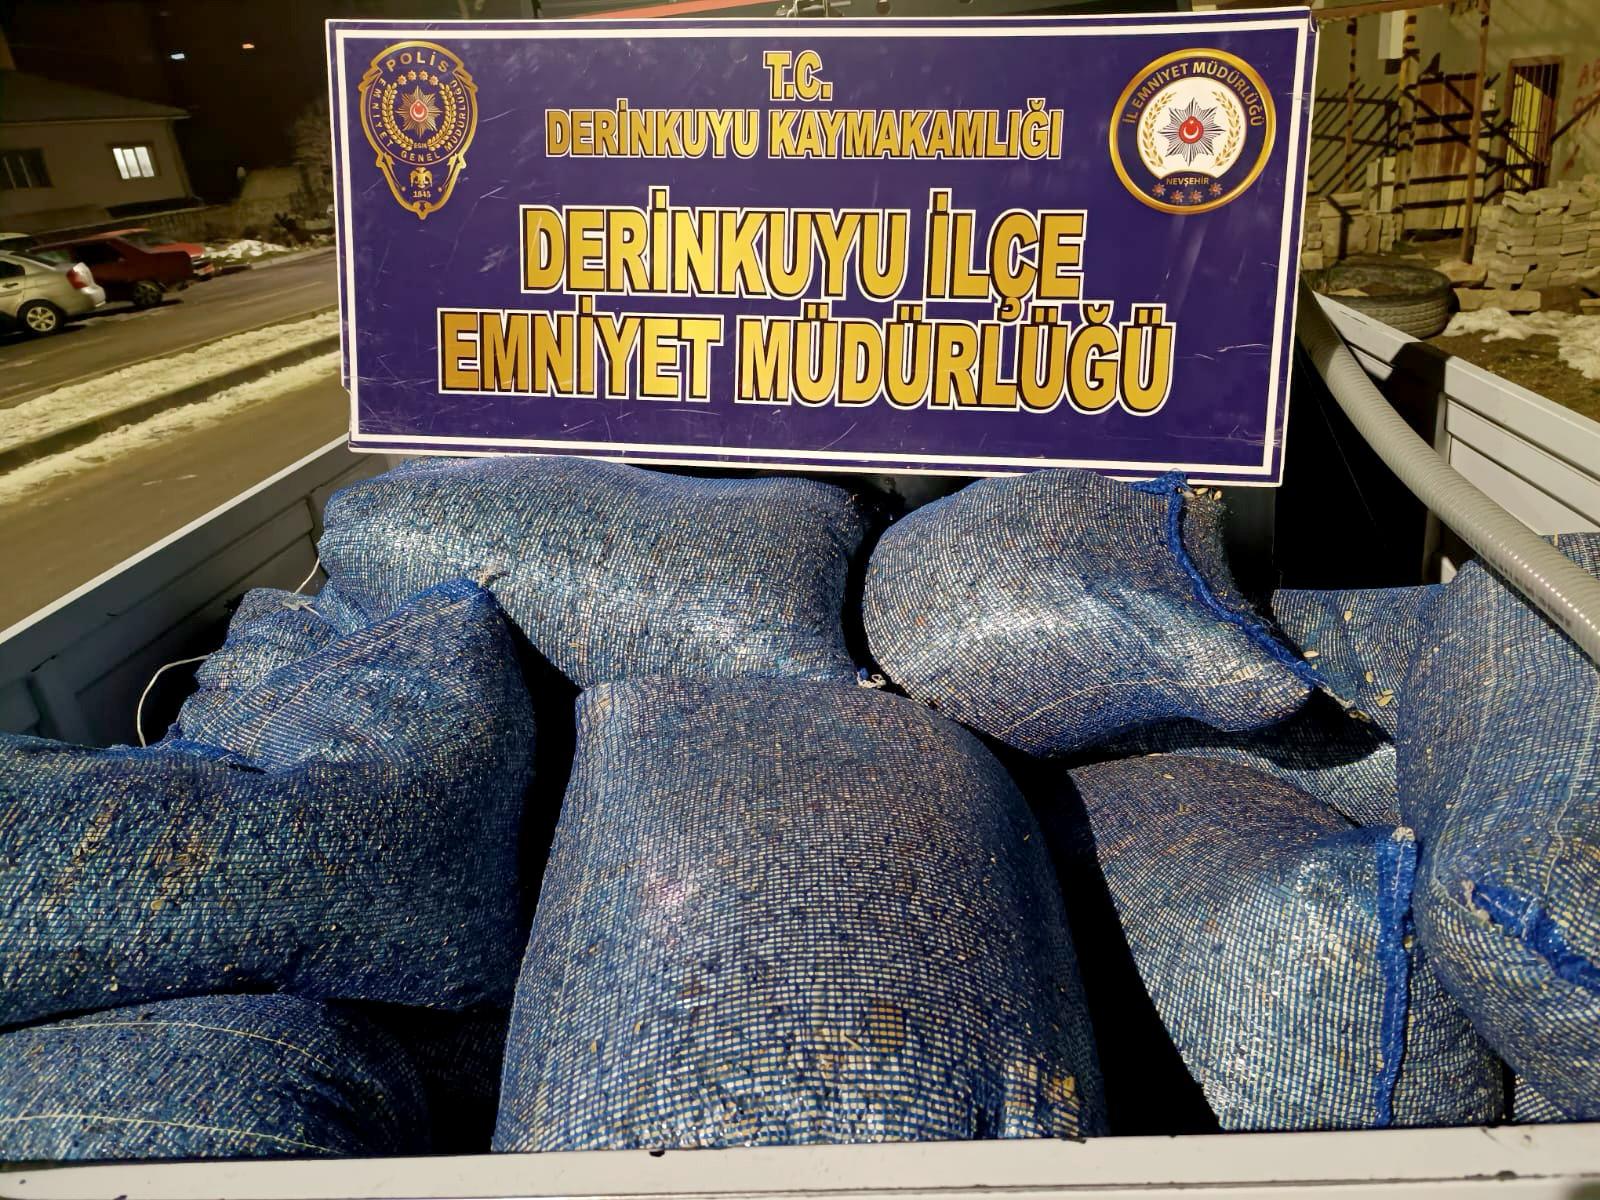 T.C.
DERİNKUYU KAYMAKAMLIĞI
DERİNKUYU İLÇE
EMNİYET MÜDÜRLÜĞÜ
POLİS
EMNİYET GENEL MÜDÜRLÜĞÜ
1845
İL EMNİYET MÜDÜRLÜĞÜ
NEVŞEHİR